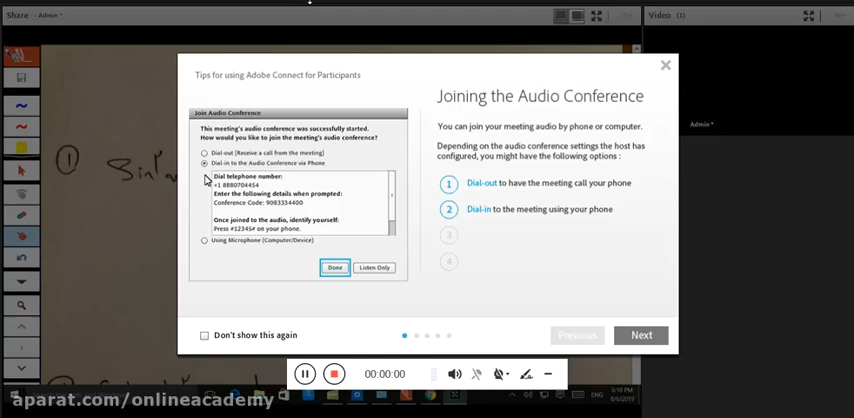 Share - Admin
Video (1)
Tips for using Adobe Connect for Participants
Join Audio Conference
This meeting's audio conference was successfully started.
How would you like to join the meeting's audio conference?
Dial-out (Receive a call from the meeting)
Dial-in to the Audio Conference via Phone
Dial telephone number:
+1 8880704454
Enter the following details when prompted:
Conference Code: 9083334400
Once joined to the audio, identify yourself:
Press #12345# on your phone.
Using Microphone (Computer/Device)
Done
Listen Only
Joining the Audio Conference
You can join your meeting audio by phone or computer.
Depending on the audio conference settings the host has
configured, you might have the following options :
1 Dial-out to have the meeting call your phone
2 Dial-in to the meeting using your phone
3
4
Admin *
Don't show this again
Previous
Next
00:00:00
aparat.com/onlineacademy
ENG
6:10 PM
8/6/2019